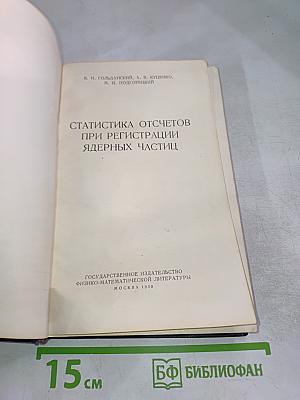 В. И. ГОЛЬДАНСКИЙ, А. В. КУЦЕНКО,
М. И. ПОДГОРЕЦКИЙ
СТАТИСТИКА ОТСЧЕТОВ
ПРИ РЕГИСТРАЦИИ
ЯДЕРНЫХ ЧАСТИЦ
ГОСУДАРСТВЕННОЕ ИЗДАТЕЛЬСТВО
ФИЗИКО-МАТЕМАТИЧЕСКОЙ ЛИТЕРАТУРЫ
МОСКВА 1959
15 см
БФ БИБЛИОФАН